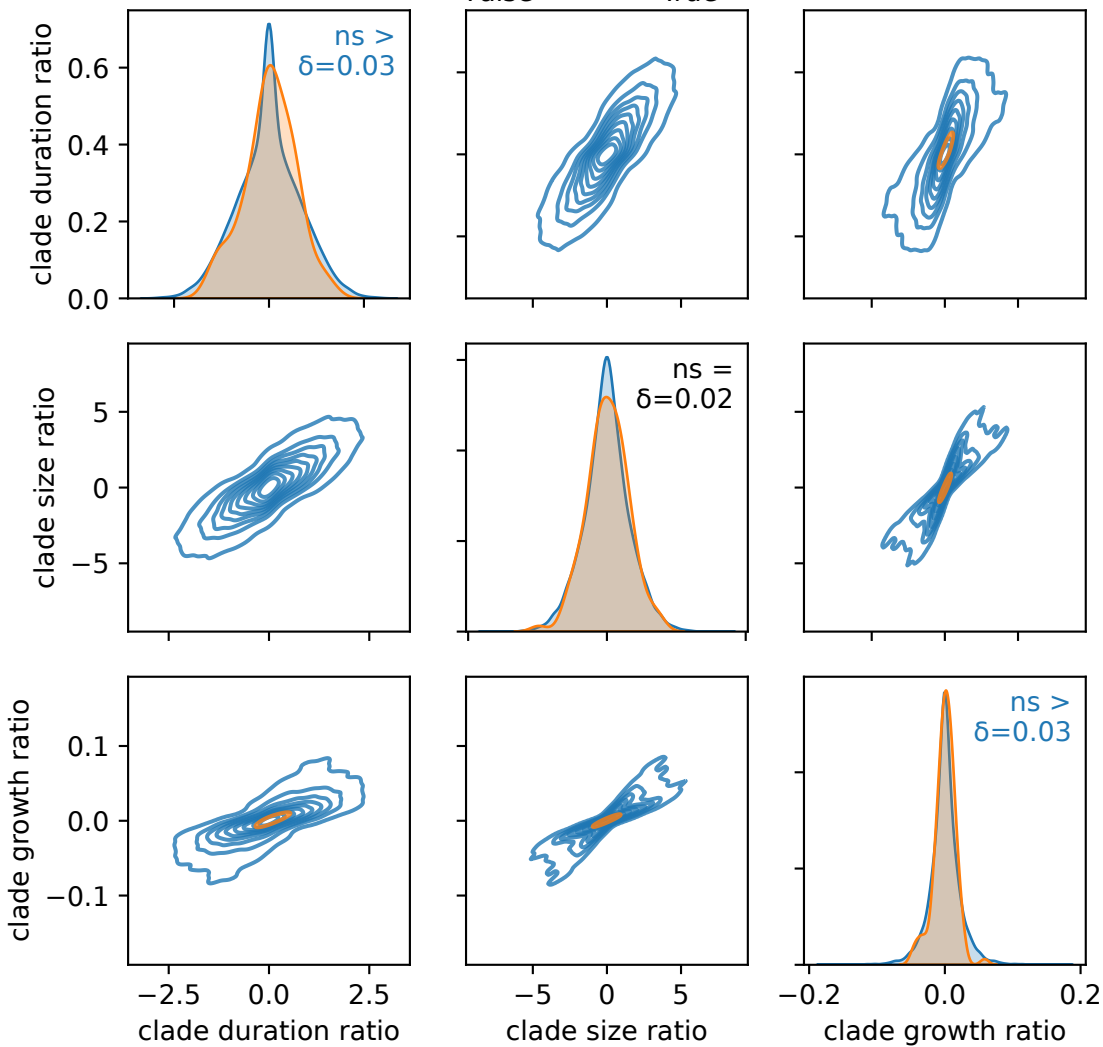 ns >
δ=0.03
clade duration ratio
0.6
0.4
0.2
0.0
ns =
δ=0.02
clade size ratio
5
0
−5
ns >
δ=0.03
clade growth ratio
0.1
0.0
−0.1
−2.5 0.0 2.5
−5 0 5
−0.2 0.0 0.2
clade duration ratio
clade size ratio
clade growth ratio